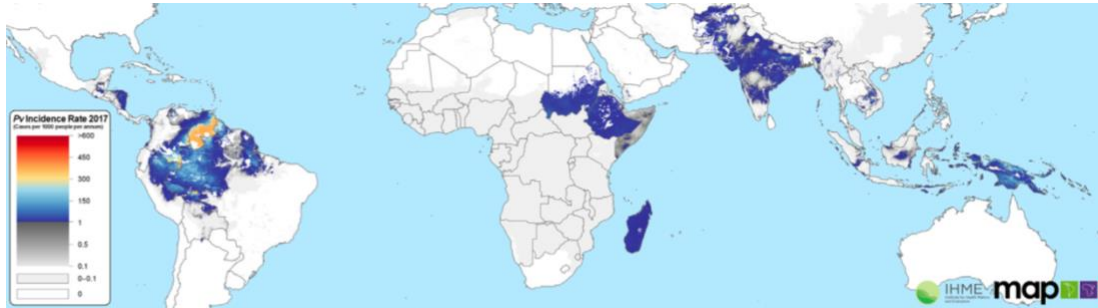 Pv Incidence Rate 2017
(Cases per 1000 people per annum)
>600
450
300
150
1
0.5
0.1
0–0.1
0
IHME
map